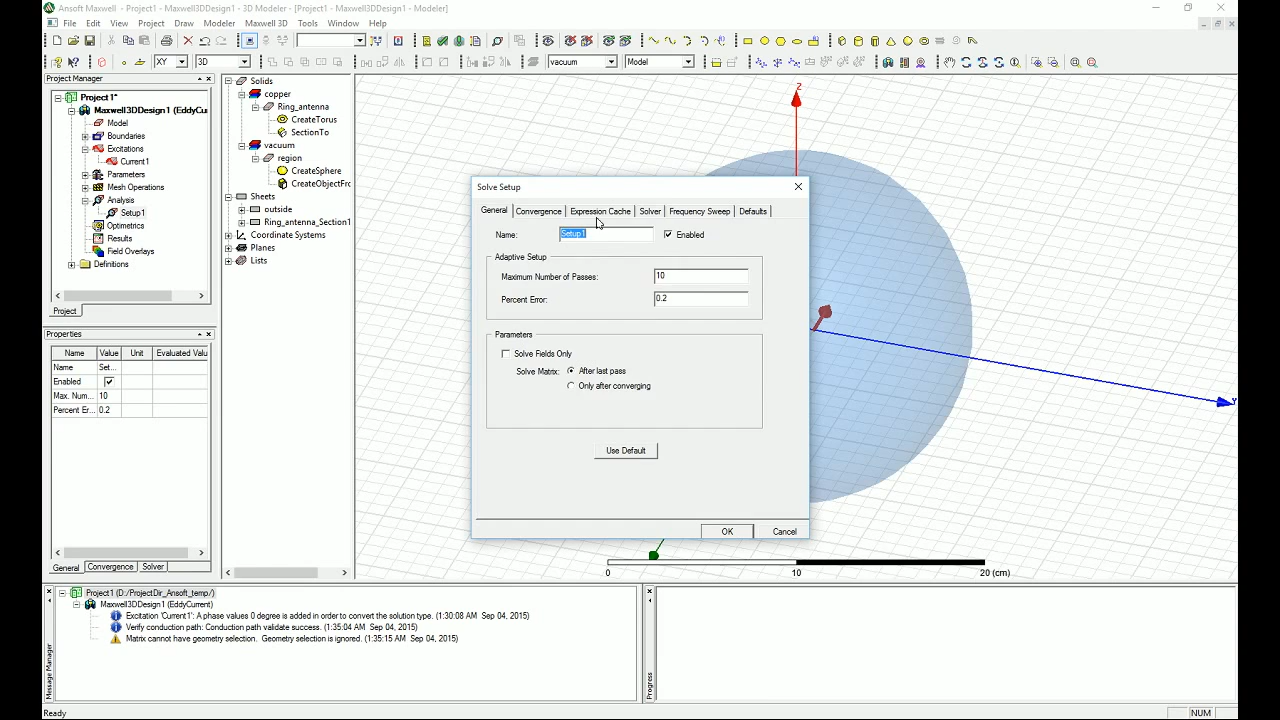 Ansoft Maxwell - Project1 - Maxwell3DDesign1 - 3D Modeler - [Project1 - Maxwell3DDesign1 - Modeler]
File Edit View Project Draw Modeler Maxwell 3D Tools Window Help
XY 3D vacuum Model
Project Manager
Project1*
Maxwell3DDesign1 (EddyCur
Model
Boundaries
Excitations
Current1
Parameters
Mesh Operations
Analysis
Setup1
Optimetrics
Results
Field Overlays
Definitions
Project
Solids
copper
Ring_antenna
CreateTorus
SectionTo
vacuum
region
CreateSphere
CreateObjectFrc
Sheets
outside
Ring_antenna_Section1
Coordinate Systems
Planes
Lists
Properties
Name Value Unit Evaluated Valu
Name Set...
Enabled
Max. Num... 10
Percent Er... 0.2
General Convergence Solver
Solve Setup
General Convergence Expression Cache Solver Frequency Sweep Defaults
Name: Setup1 Enabled
Adaptive Setup
Maximum Number of Passes: 10
Percent Error: 0.2
Parameters
Solve Fields Only
Solve Matrix: After last pass
Only after converging
Use Default
OK Cancel
Z
Y
0 10 20 (cm)
Message Manager
Project1 (D:/ProjectDir_Ansoft_temp/)
Maxwell3DDesign1 (EddyCurrent)
Excitation 'Current1': A phase values 0 degree is added in order to convert the solution type. (1:30:08 AM Sep 04, 2015)
Verify conduction path: Conduction path validate success. (1:35:04 AM Sep 04, 2015)
Matrix cannot have geometry selection. Geometry selection is ignored. (1:35:15 AM Sep 04, 2015)
Progress
Ready
NUM